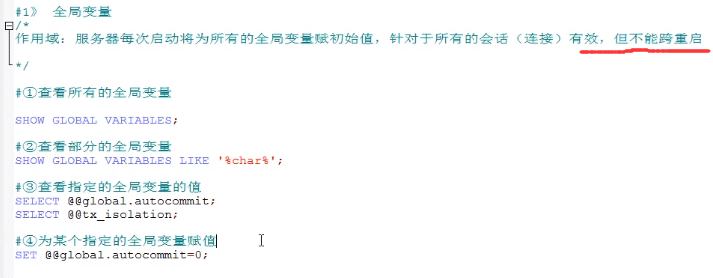 #1》 全局变量
/*
作用域：服务器每次启动将为所有的全局变量赋初始值，针对于所有的会话（连接）有效，但不能跨重启
*/
#①查看所有的全局变量
SHOW GLOBAL VARIABLES;
#②查看部分的全局变量
SHOW GLOBAL VARIABLES LIKE '%char%';
#③查看指定的全局变量的值
SELECT @@global.autocommit;
SELECT @@tx_isolation;
#④为某个指定的全局变量赋值
SET @@global.autocommit=0;